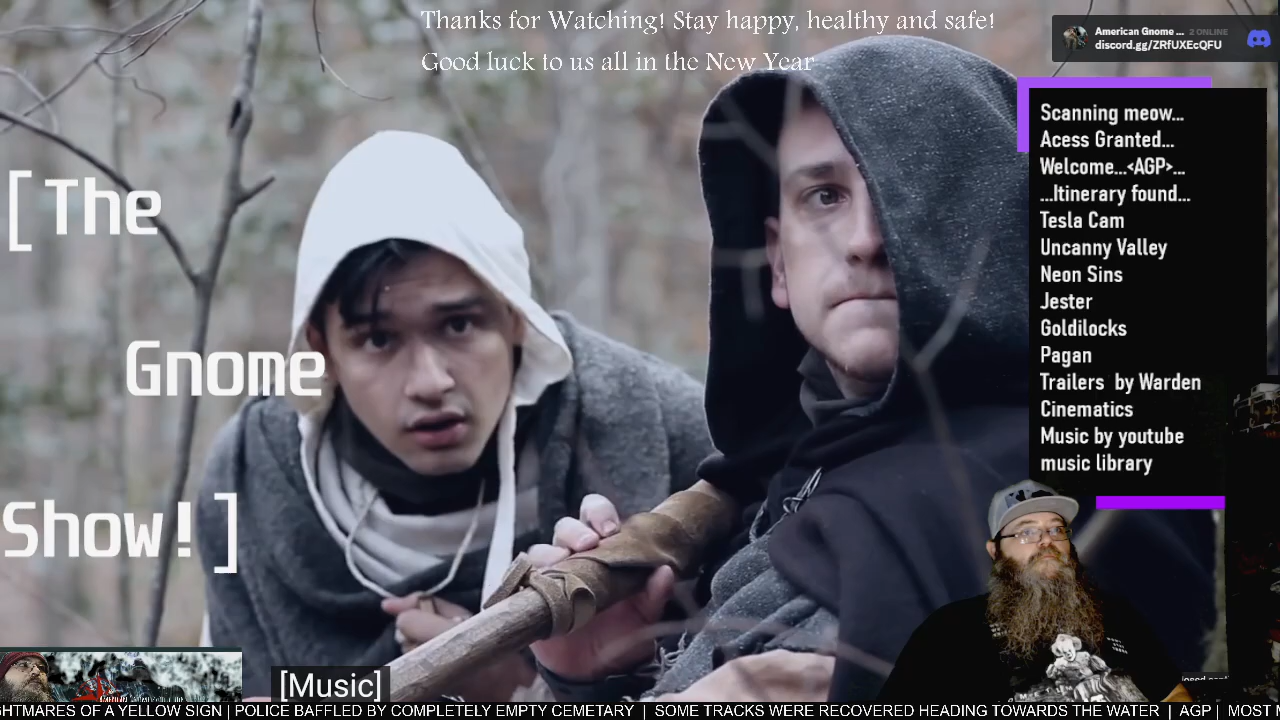 Thanks for Watching! Stay happy, healthy and safe!
Good luck to us all in the New Year
American Gnome ... 2 ONLINE
discord.gg/ZRfUXEcQFU
[ The
Gnome
Show! ]
Scanning meow...
Acess Granted...
Welcome...<AGP>...
...Itinerary found...
Tesla Cam
Uncanny Valley
Neon Sins
Jester
Goldilocks
Pagan
Trailers by Warden
Cinematics
Music by youtube
music library
[Music]
GHTMARES OF A YELLOW SIGN | POLICE BAFFLED BY COMPLETELY EMPTY CEMETARY | SOME TRACKS WERE RECOVERED HEADING TOWARDS THE WATER | AGP | MOST